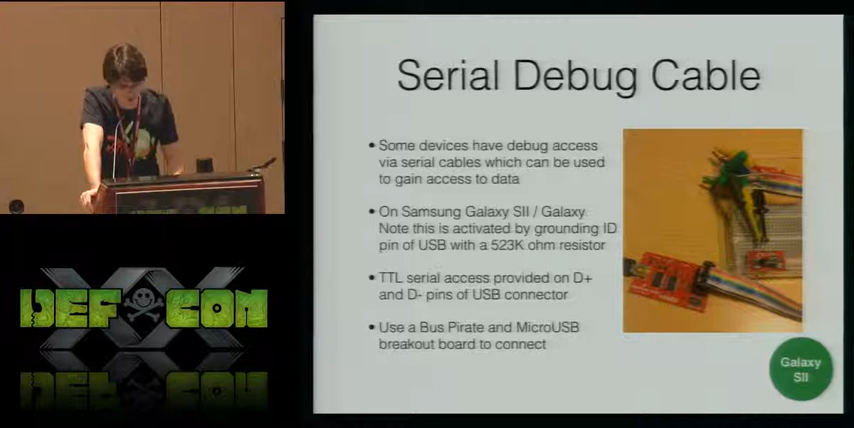 Serial Debug Cable
• Some devices have debug access
via serial cables which can be used
to gain access to data
• On Samsung Galaxy SII / Galaxy
Note this is activated by grounding ID
pin of USB with a 523K ohm resistor
• TTL serial access provided on D+
and D- pins of USB connector
• Use a Bus Pirate and MicroUSB
breakout board to connect
Galaxy
SII
DEF CON
XX